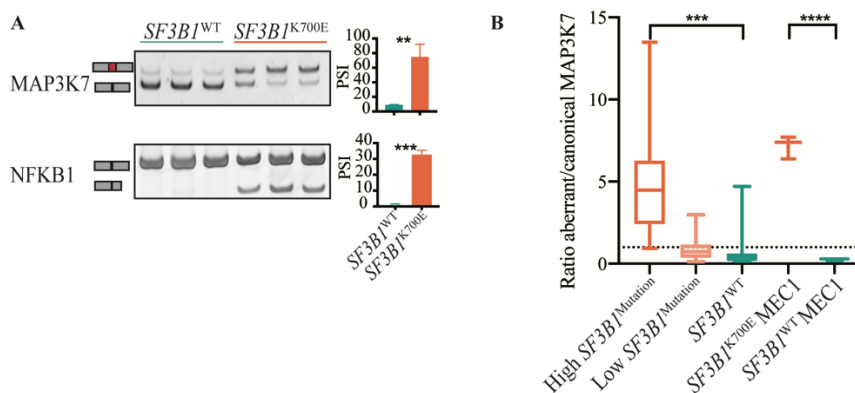 A
SF3B1WT SF3B1K700E
MAP3K7
PSI
100
80
60
40
20
0
**
NFKB1
PSI
40
30
20
10
0
***
SF3B1WT
SF3B1K700E
B
Ratio aberrant/canonical MAP3K7
15
10
5
0
***
****
High SF3B1Mutation
Low SF3B1Mutation
SF3B1WT
SF3B1K700E MEC1
SF3B1WT MEC1